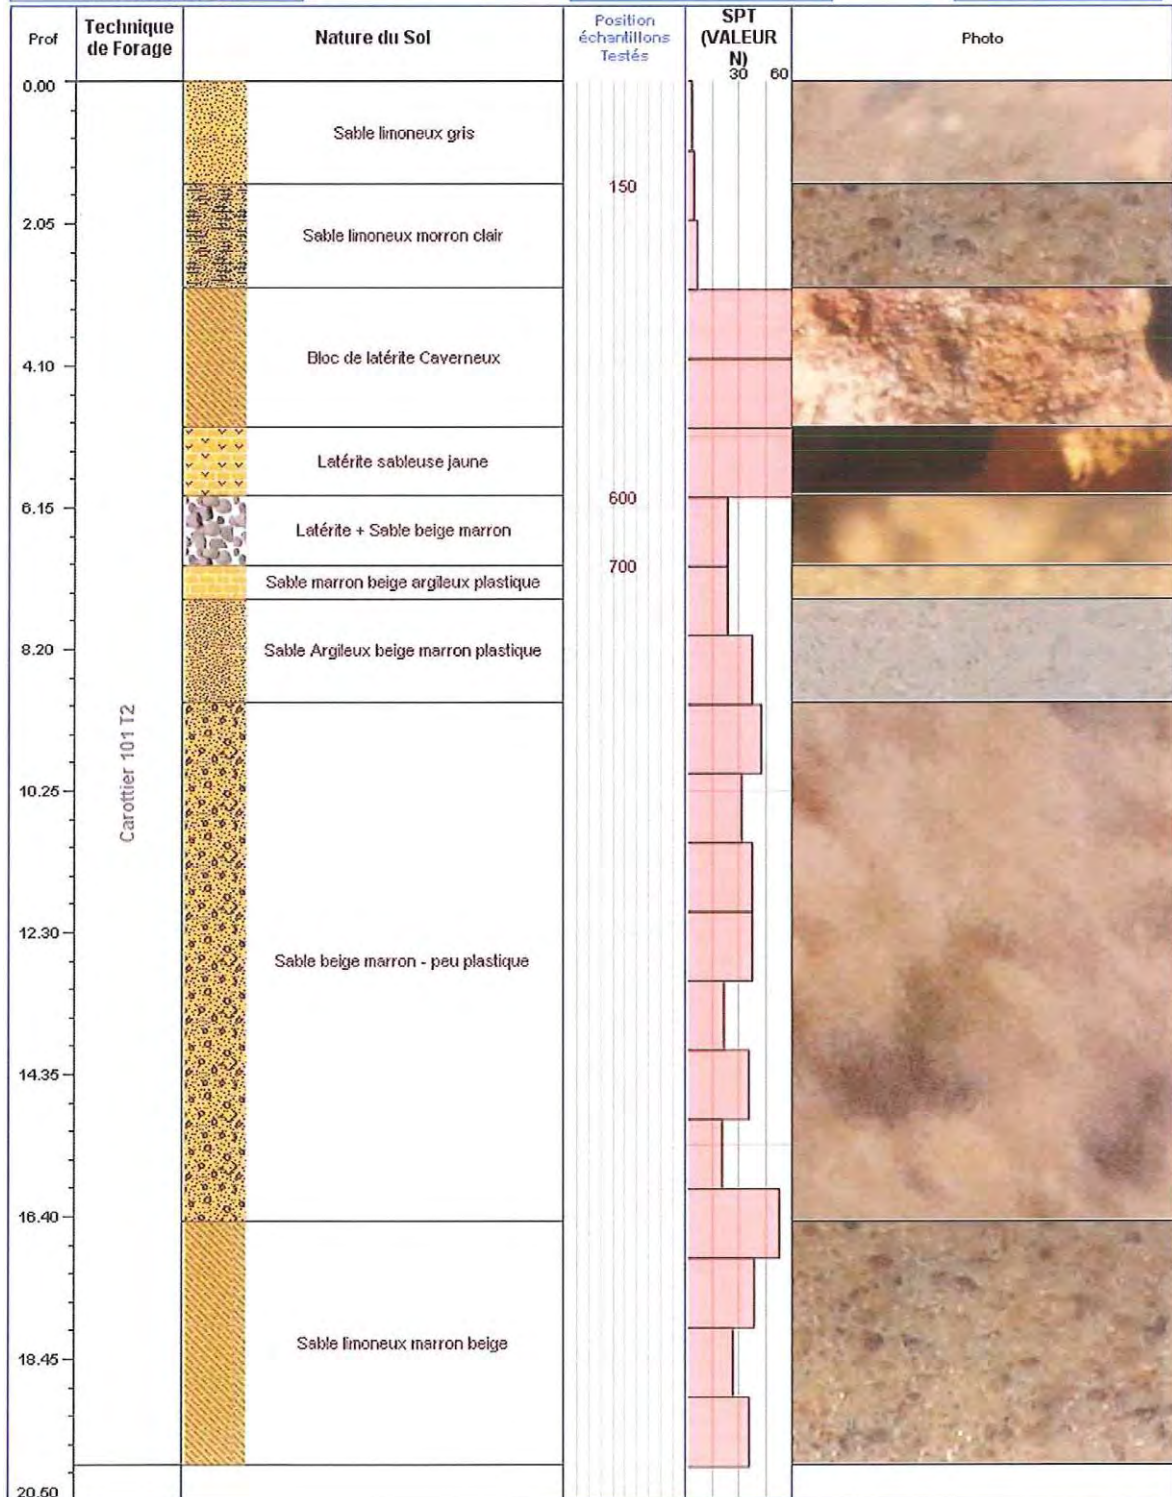 Prof
Technique
de Forage
Nature du Sol
Position
échantillons
Testés
SPT
(VALEUR
N)
30 60
Photo
0.00
Sable limoneux gris
150
2.05
Sable limoneux morron clair
4.10
Bloc de latérite Caverneux
Latérite sableuse jaune
600
6.15
Latérite + Sable beige marron
700
Sable marron beige argileux plastique
8.20
Sable Argileux beige marron plastique
Carottier 101 T2
10.25
12.30
Sable beige marron - peu plastique
14.35
16.40
Sable limoneux marron beige
18.45
20.50